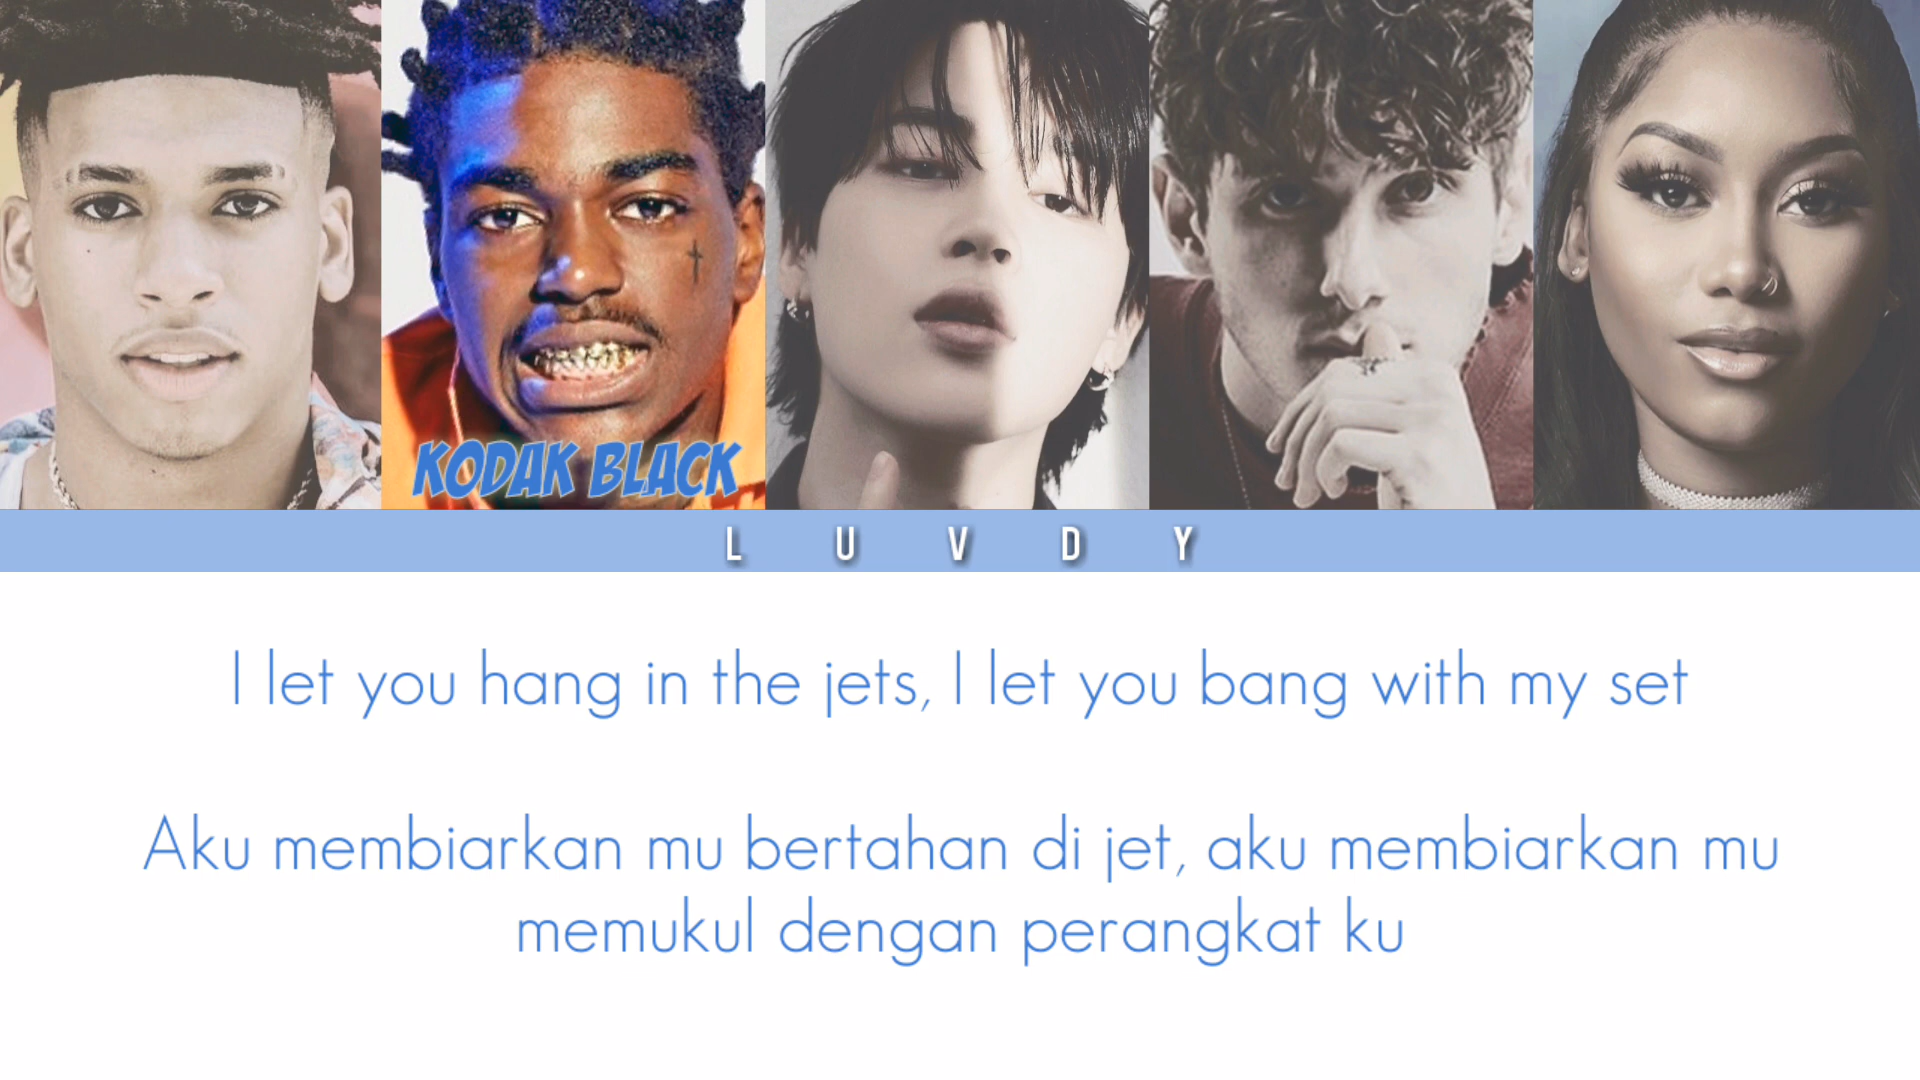 KODAK BLACK
L U V D Y
I let you hang in the jets, I let you bang with my set
Aku membiarkan mu bertahan di jet, aku membiarkan mu
memukul dengan perangkat ku